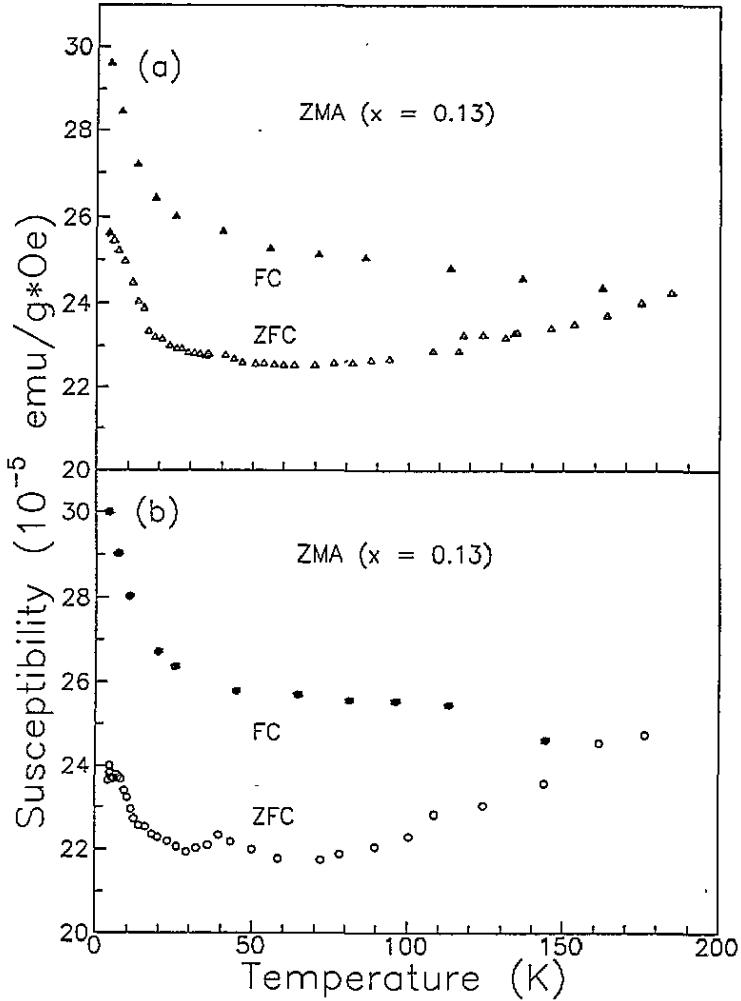 Susceptibility (10⁻⁵ emu/g*Oe)
30
28
26
24
22
20
(a)
ZMA (x = 0.13)
FC
ZFC
30
28
26
24
22
20
(b)
ZMA (x = 0.13)
FC
ZFC
0
50
100
150
200
Temperature (K)